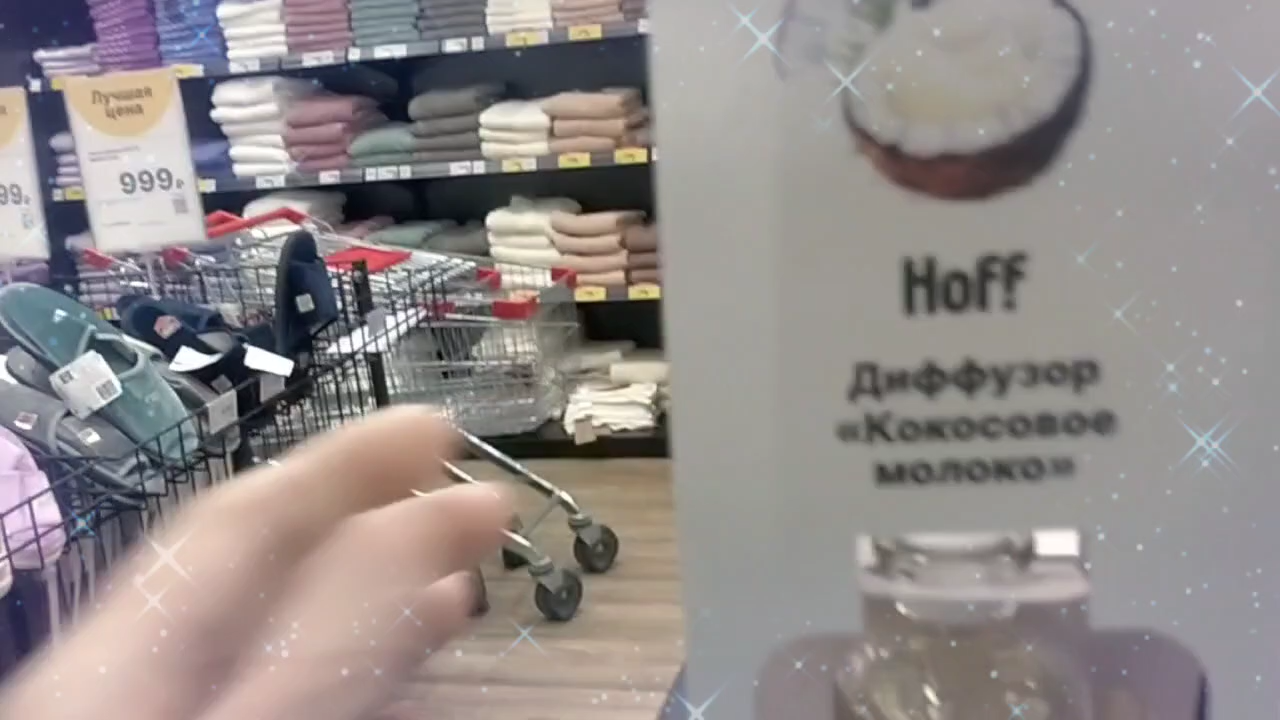 Лучшая
цена
999₽
99₽
Hoff
Диффузор
«Кокосовое
молоко»